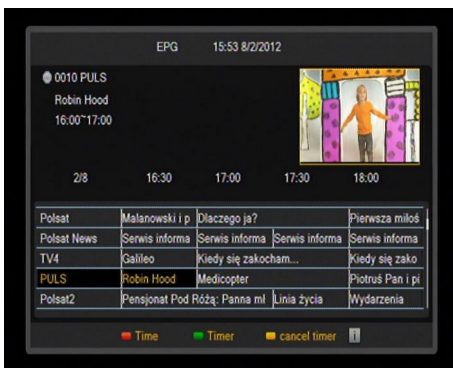 EPG 15:53 8/2/2012
0010 PULS
Robin Hood
16:00~17:00
2/8 16:30 17:00 17:30 18:00
Polsat Malanowski i p Dlaczego ja? Pierwsza miloś
Polsat News Serwis informa Serwis informa Serwis informa Serwis informa
TV4 Galileo Kiedy się zakocham... Kiedy się zako
PULS Robin Hood Medicopter Piotruś Pan i pi
Polsat2 Pensjonat Pod Różą: Panna mł Linia życia Wydarzenia
Time Timer cancel timer i